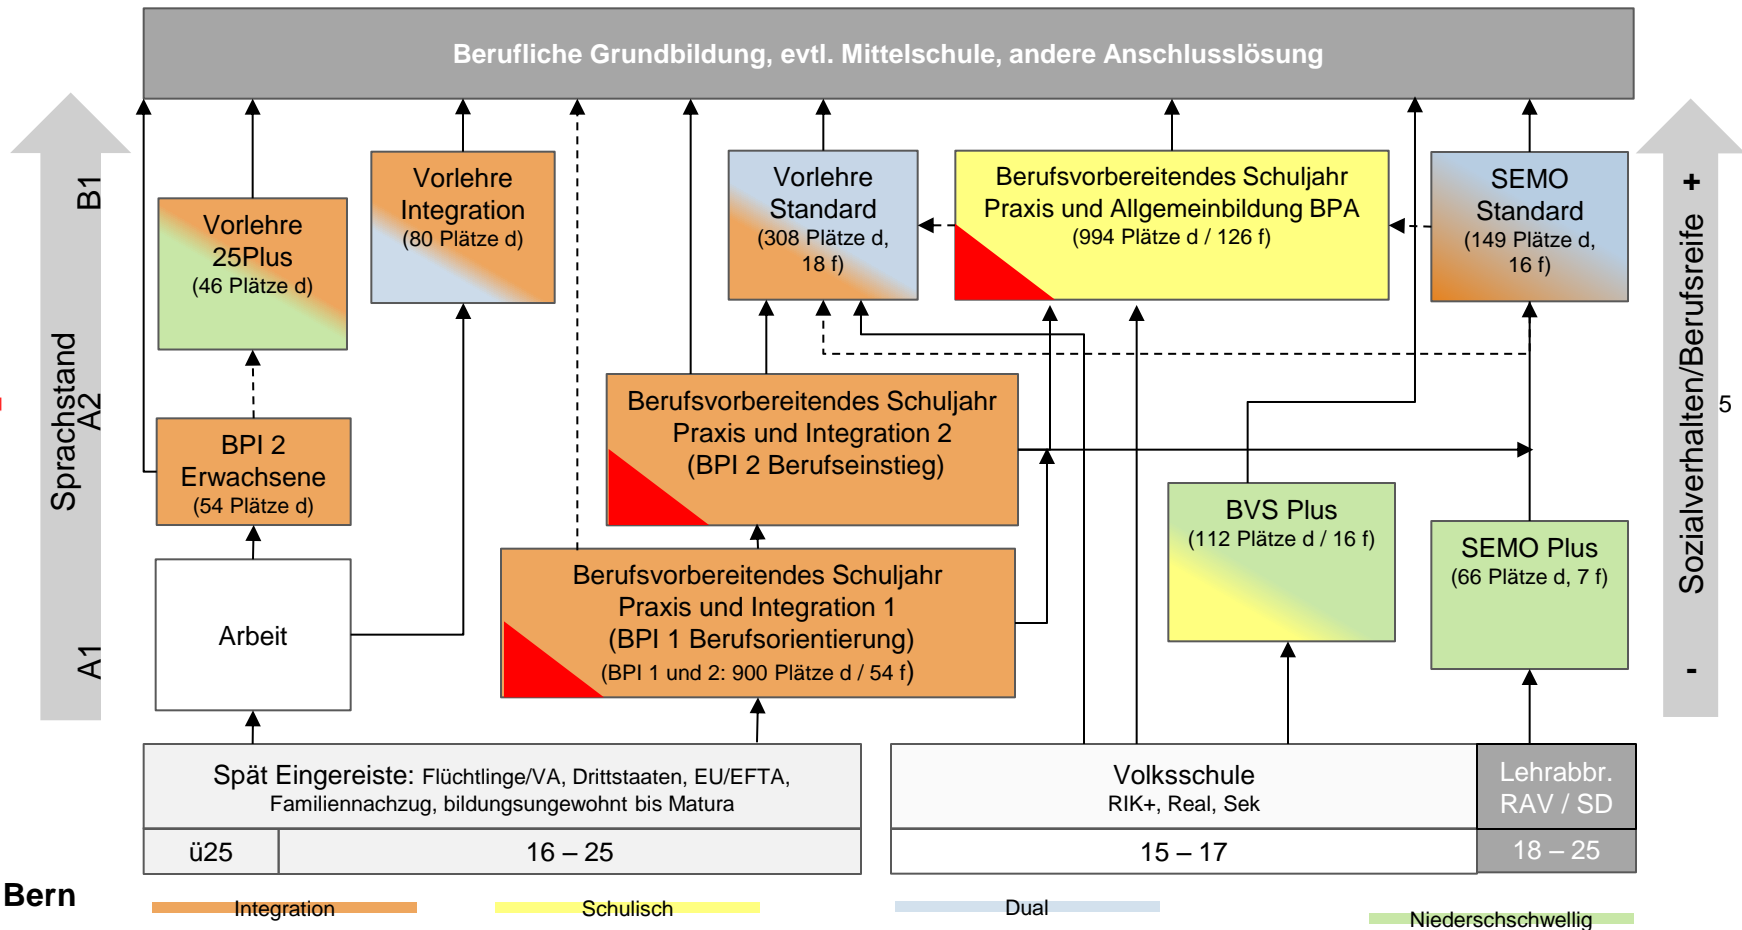 Berufliche Grundbildung, evtl. Mittelschule, andere Anschlusslösung
Sprachstand
B1
A2
A1
Vorlehre
25Plus
(46 Plätze d)
Vorlehre
Integration
(80 Plätze d)
Vorlehre
Standard
(308 Plätze d,
18 f)
Berufsvorbereitendes Schuljahr
Praxis und Allgemeinbildung BPA
(994 Plätze d / 126 f)
SEMO
Standard
(149 Plätze d,
16 f)
Sozialverhalten/Berufsreife
+
-
5
BPI 2
Erwachsene
(54 Plätze d)
Berufsvorbereitendes Schuljahr
Praxis und Integration 2
(BPI 2 Berufseinstieg)
BVS Plus
(112 Plätze d / 16 f)
SEMO Plus
(66 Plätze d, 7 f)
Arbeit
Berufsvorbereitendes Schuljahr
Praxis und Integration 1
(BPI 1 Berufsorientierung)
(BPI 1 und 2: 900 Plätze d / 54 f)
Spät Eingereiste: Flüchtlinge/VA, Drittstaaten, EU/EFTA,
Familiennachzug, bildungsungewohnt bis Matura
Volksschule
RIK+, Real, Sek
Lehrabbr.
RAV / SD
ü25
16 – 25
15 – 17
18 – 25
Bern
Integration
Schulisch
Dual
Niederschschwellig